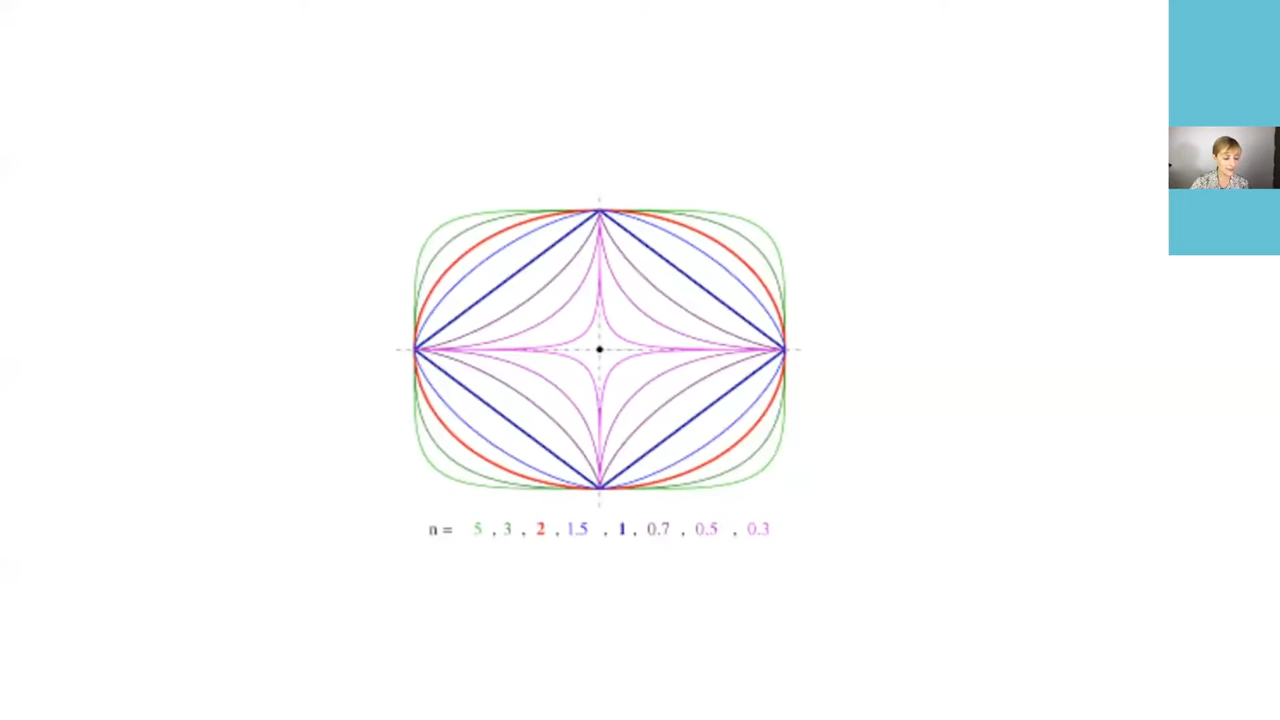 n = 5 , 3 , 2 , 1.5 , 1 , 0.7 , 0.5 , 0.3